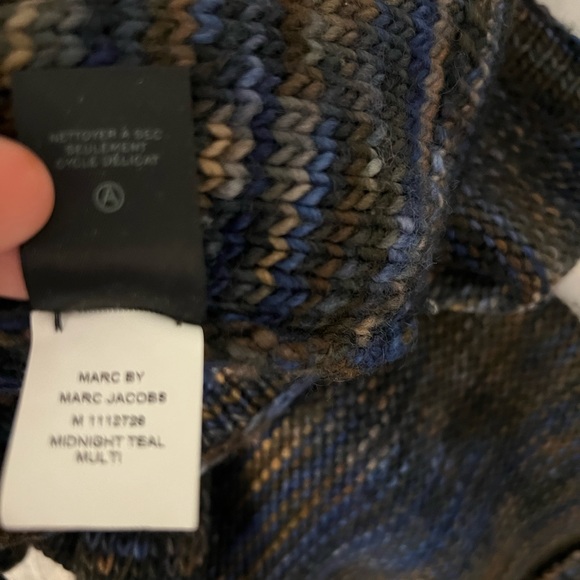 NETTOYER À SEC
SEULEMENT
CYCLE DÉLICAT
A
MARC BY
MARC JACOBS
M 1112726
MIDNIGHT TEAL
MULTI